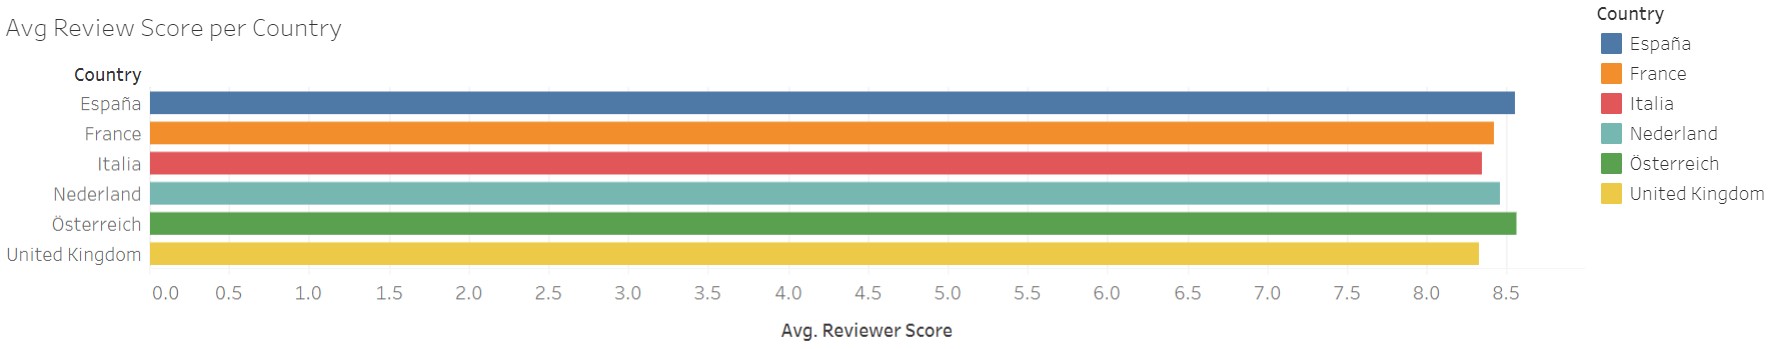 Avg Review Score per Country
Country
España
France
Italia
Nederland
Österreich
United Kingdom
0.0 0.5 1.0 1.5 2.0 2.5 3.0 3.5 4.0 4.5 5.0 5.5 6.0 6.5 7.0 7.5 8.0 8.5
Avg. Reviewer Score
Country
España
France
Italia
Nederland
Österreich
United Kingdom